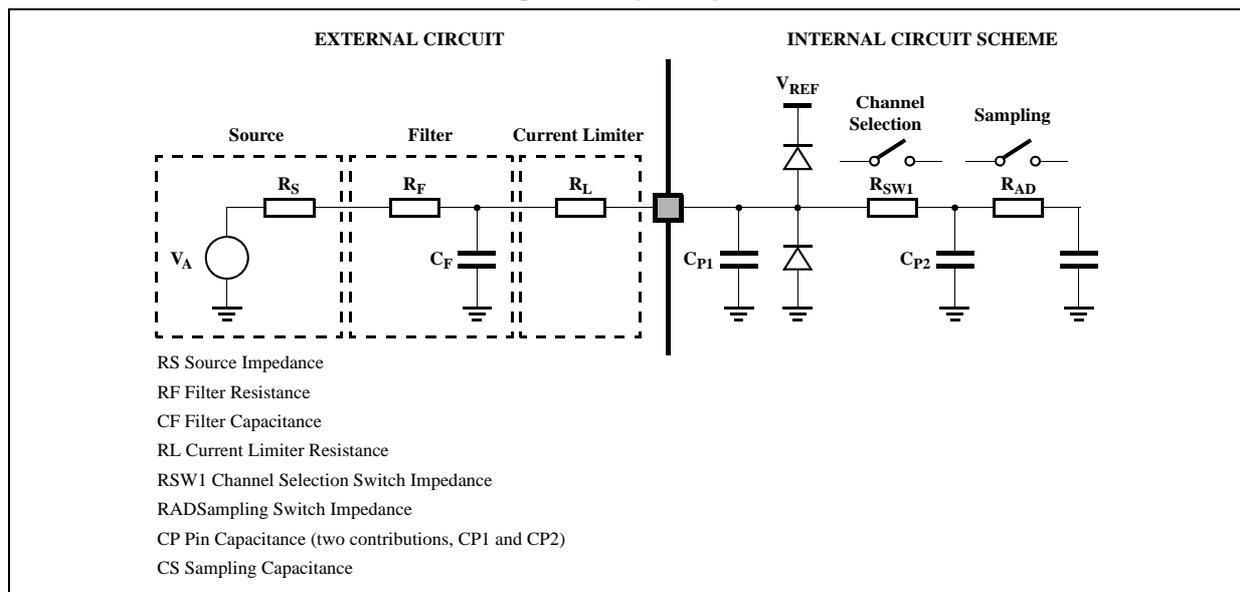 EXTERNAL CIRCUIT
INTERNAL CIRCUIT SCHEME
VREF
Channel
Selection
Sampling
Source
Filter
Current Limiter
RS
RF
RL
RSW1
RAD
VA
CF
CP1
CP2
RS Source Impedance
RF Filter Resistance
CF Filter Capacitance
RL Current Limiter Resistance
RSW1 Channel Selection Switch Impedance
RADSampling Switch Impedance
CP Pin Capacitance (two contributions, CP1 and CP2)
CS Sampling Capacitance